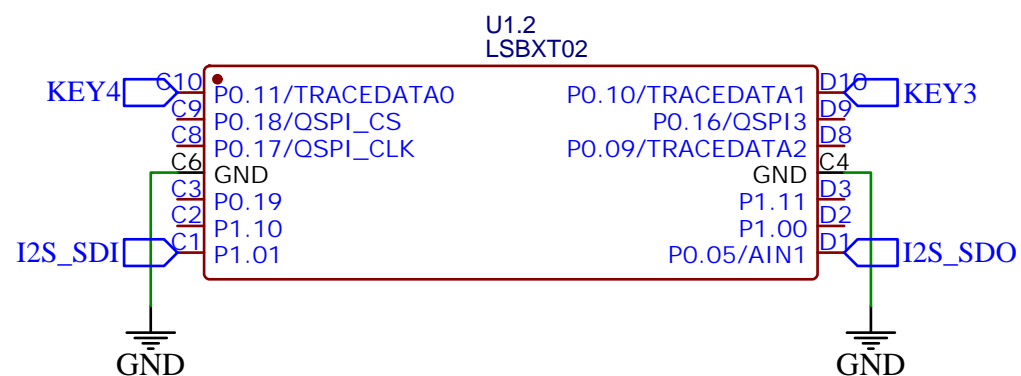 U1.2
LSBXT02
KEY4 C10 P0.11/TRACEDATA0 P0.10/TRACEDATA1 D10 KEY3
C9 P0.18/QSPI_CS P0.16/QSPI3 D9
C8 P0.17/QSPI_CLK P0.09/TRACEDATA2 D8
C6 GND GND C4
C3 P0.19 P1.11 D3
C2 P1.10 P1.00 D2
I2S_SDI C1 P1.01 P0.05/AIN1 D1 I2S_SDO
GND GND